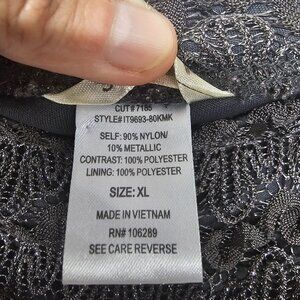 CUT# 7185
STYLE# IT9693-80KMK
SELF: 90% NYLON/
10% METALLIC
CONTRAST: 100% POLYESTER
LINING: 100% POLYESTER
SIZE: XL
MADE IN VIETNAM
RN# 106289
SEE CARE REVERSE